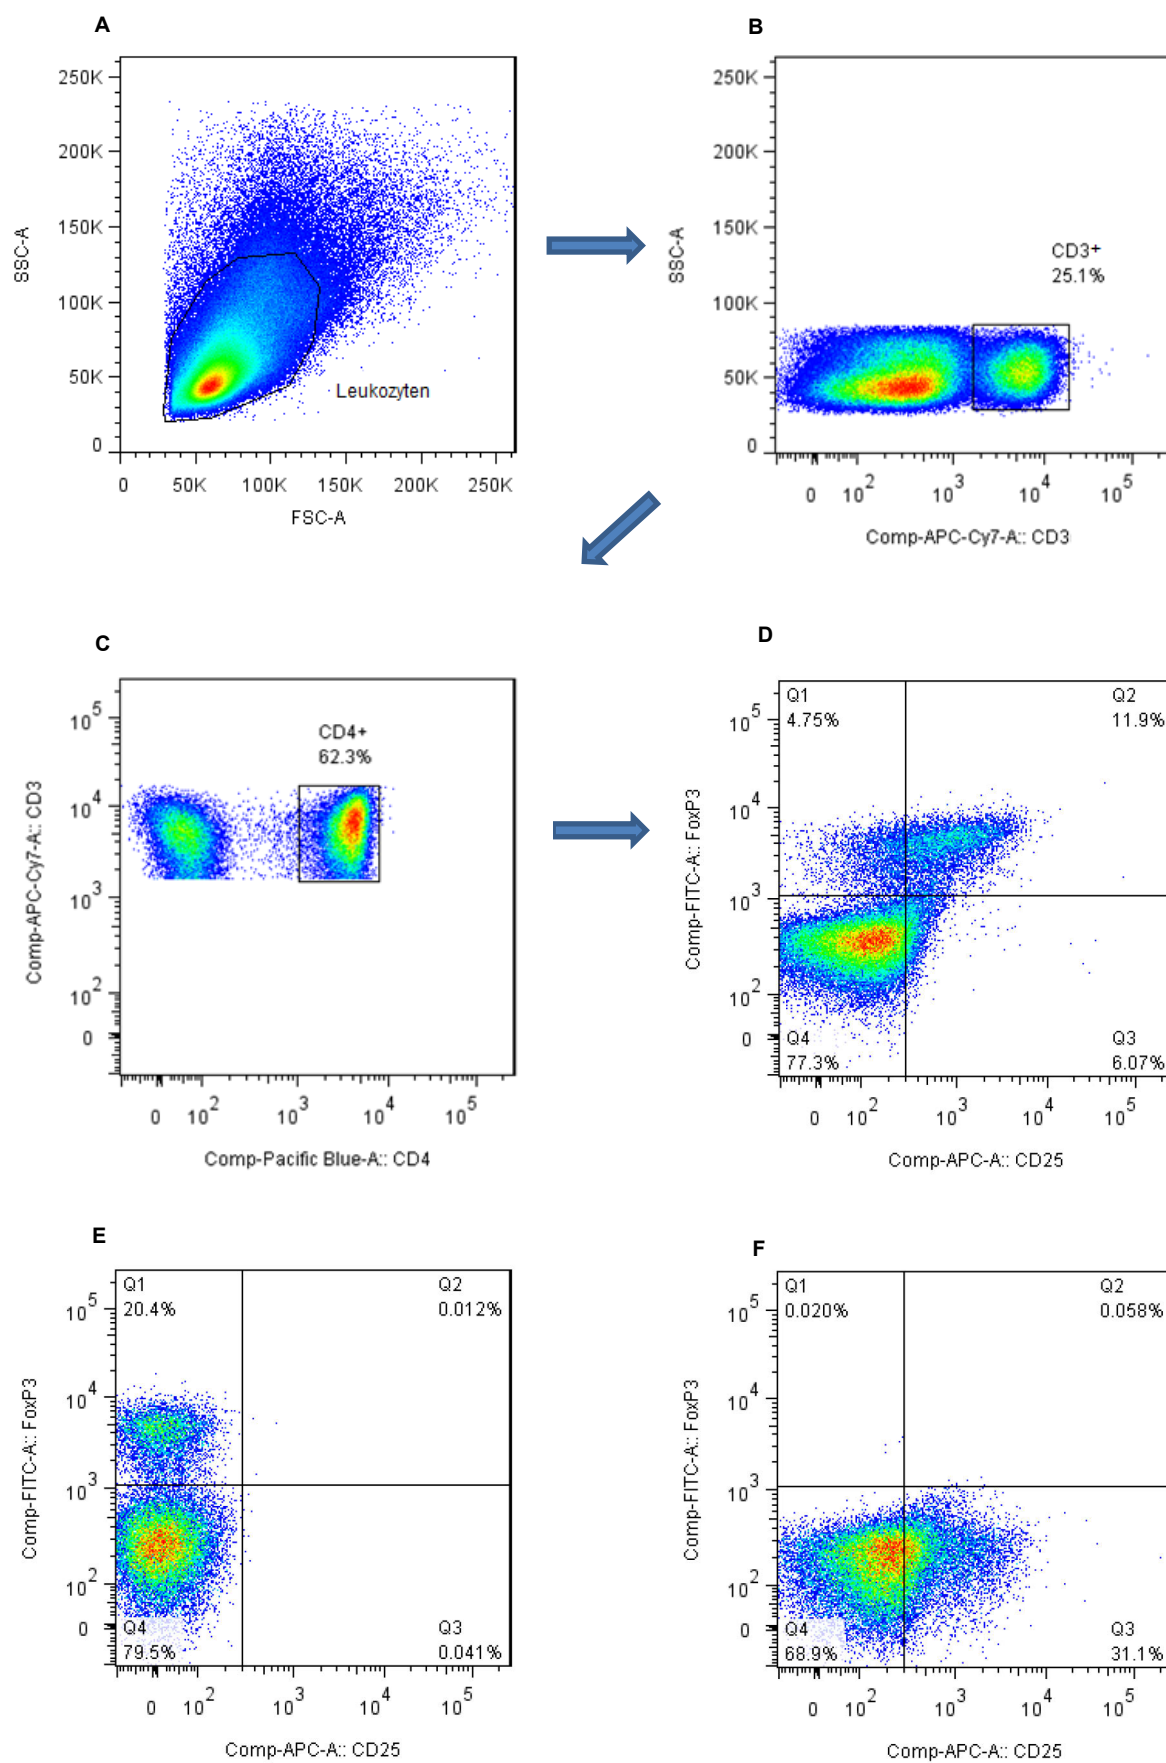 A
250K
200K
150K
100K
50K
0
SSC-A
Leukozyten
0 50K 100K 150K 200K 250K
FSC-A
B
250K
200K
150K
100K
50K
0
SSC-A
CD3+
25.1%
0 10^2 10^3 10^4 10^5
Comp-APC-Cy7-A:: CD3
C
10^5
10^4
10^3
10^2
0
Comp-APC-Cy7-A:: CD3
CD4+
62.3%
0 10^2 10^3 10^4 10^5
Comp-Pacific Blue-A:: CD4
D
Q1
4.75%
Q2
11.9%
10^5
10^4
10^3
10^2
0
Comp-FITC-A:: FoxP3
Q4
77.3%
Q3
6.07%
0 10^2 10^3 10^4 10^5
Comp-APC-A:: CD25
E
Q1
20.4%
Q2
0.012%
10^5
10^4
10^3
10^2
0
Comp-FITC-A:: FoxP3
Q4
79.5%
Q3
0.041%
0 10^2 10^3 10^4 10^5
Comp-APC-A:: CD25
F
Q1
0.020%
Q2
0.058%
10^5
10^4
10^3
10^2
0
Comp-FITC-A:: FoxP3
Q4
68.9%
Q3
31.1%
0 10^2 10^3 10^4 10^5
Comp-APC-A:: CD25